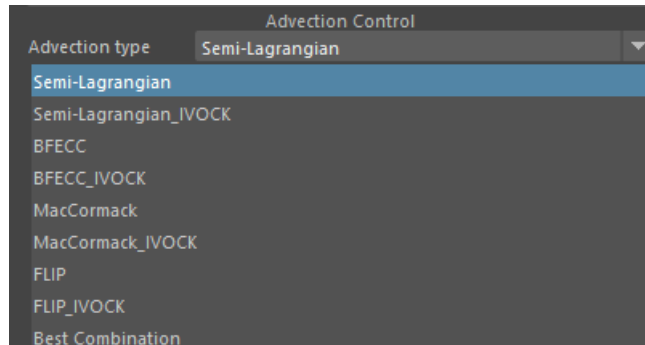 Advection Control
Advection type Semi-Lagrangian
Semi-Lagrangian
Semi-Lagrangian_IVOCK
BFECC
BFECC_IVOCK
MacCormack
MacCormack_IVOCK
FLIP
FLIP_IVOCK
Best Combination